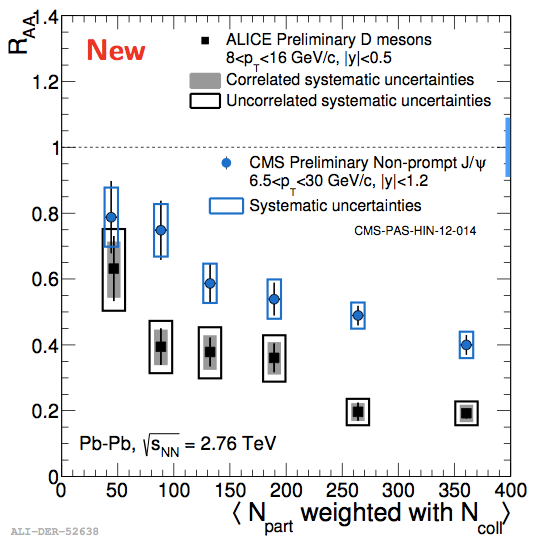 R_AA
1.4
New
ALICE Preliminary D mesons
8<p_T<16 GeV/c, |y|<0.5
Correlated systematic uncertainties
Uncorrelated systematic uncertainties
1.2
1
CMS Preliminary Non-prompt J/ψ
6.5<p_T<30 GeV/c, |y|<1.2
Systematic uncertainties
CMS-PAS-HIN-12-014
0.8
0.6
0.4
0.2
Pb-Pb, √s_NN = 2.76 TeV
0
0 50 100 150 200 250 300 350 400
⟨ N_part weighted with N_coll ⟩
ALI-DER-52638